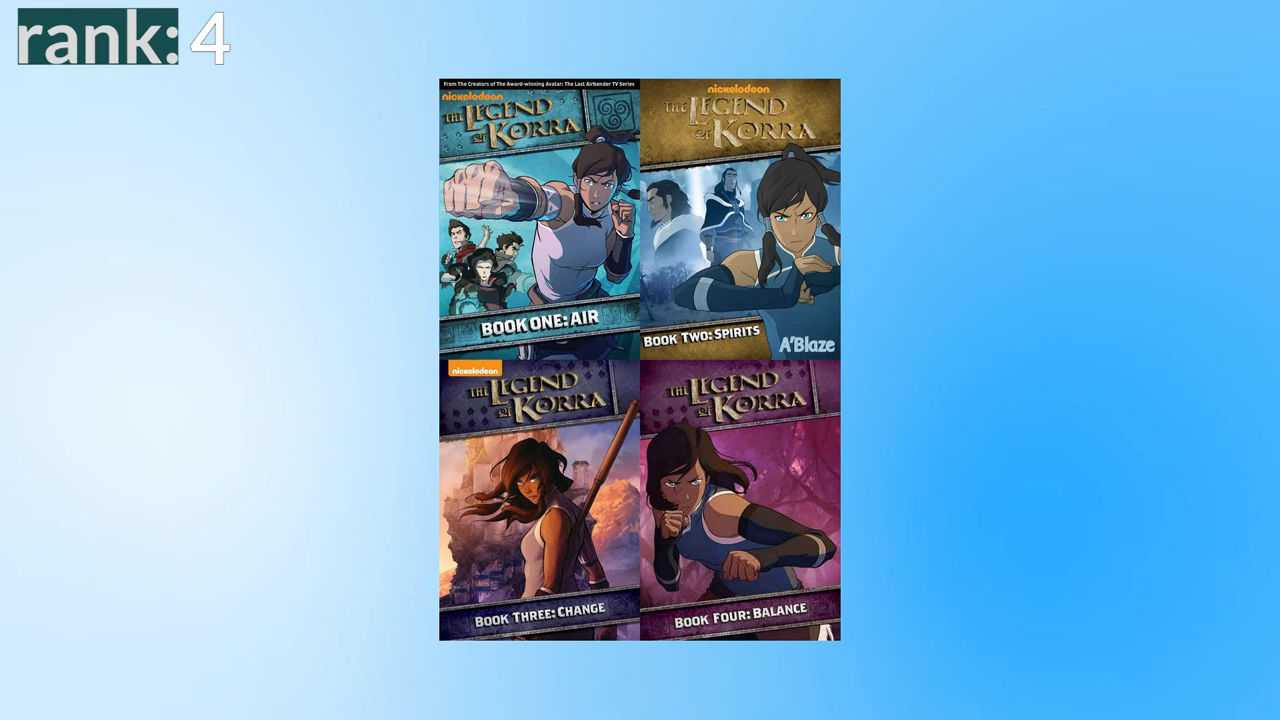 rank: 4
From The Creators of The Award-winning Avatar: The Last Airbender TV Series
nickelodeon
THE LEGEND
of KORRA
BOOK ONE: AIR
nickelodeon
THE LEGEND
of KORRA
BOOK TWO: SPIRITS
A'Blaze
nickelodeon
THE LEGEND
of KORRA
BOOK THREE: CHANGE
THE LEGEND
of KORRA
BOOK FOUR: BALANCE